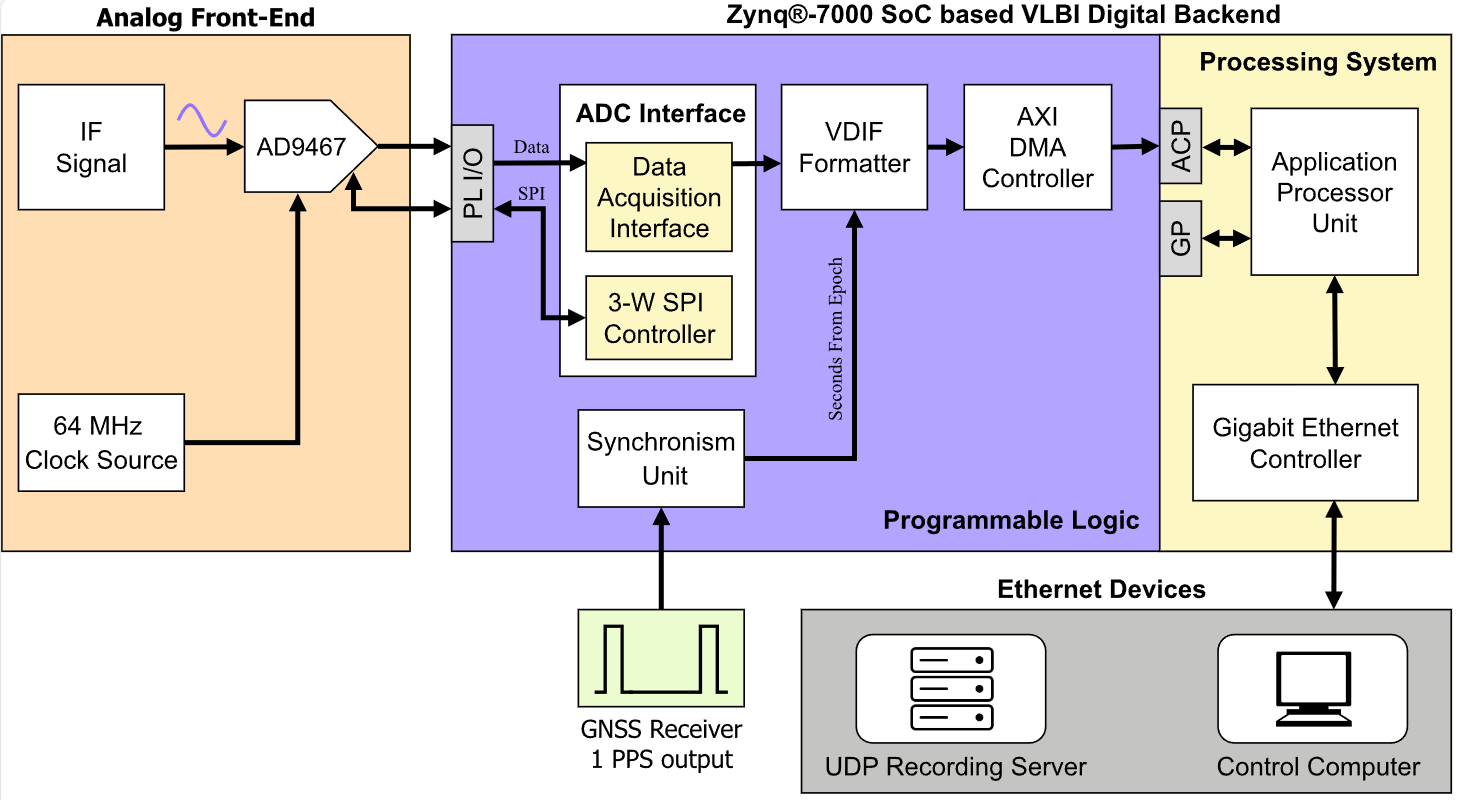 Analog Front-End
Zynq®-7000 SoC based VLBI Digital Backend
IF
Signal
AD9467
64 MHz
Clock Source
PL I/O
Data
SPI
ADC Interface
Data
Acquisition
Interface
3-W SPI
Controller
VDIF
Formatter
AXI
DMA
Controller
Seconds From Epoch
Synchronism
Unit
Programmable Logic
Processing System
ACP
GP
Application
Processor
Unit
Gigabit Ethernet
Controller
GNSS Receiver
1 PPS output
Ethernet Devices
UDP Recording Server
Control Computer